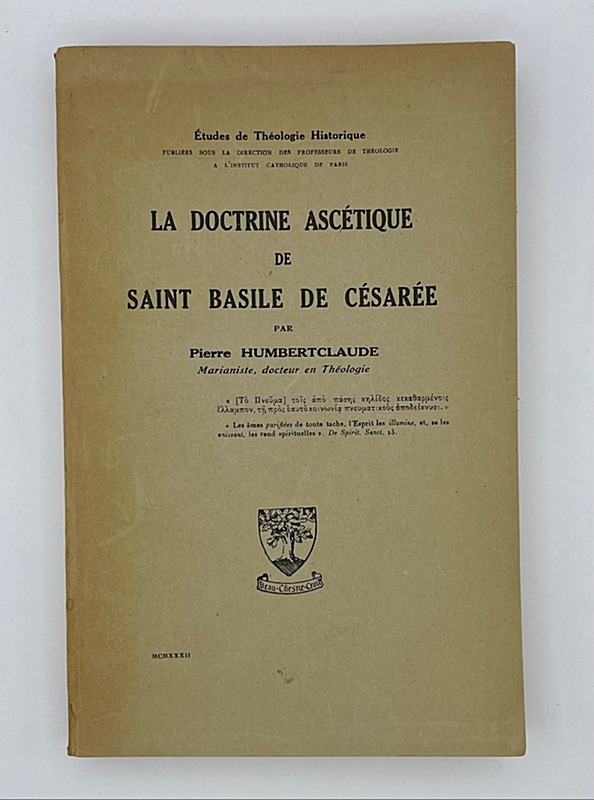 Études de Théologie Historique
PUBLIÉES SOUS LA DIRECTION DES PROFESSEURS DE THÉOLOGIE
A L'INSTITUT CATHOLIQUE DE PARIS
LA DOCTRINE ASCÉTIQUE
DE
SAINT BASILE DE CÉSARÉE
PAR
Pierre HUMBERTCLAUDE
Marianiste, docteur en Théologie
« [Τὸ Πνεῦμα] τοῖς ἀπὸ πάσης κηλίδος κεκαθαρμένοις
ἐλλάμπον, τῇ πρὸς ἑαυτὸ κοινωνίᾳ πνευματικοὺς ἀποδείκνυσι. »
« Les âmes purifiées de toute tache, l'Esprit les illumine, et, se les
unissant, les rend spirituelles ». De Spirit. Sanct. 23.
Beau-Chesne-Croît
MCMXXXII